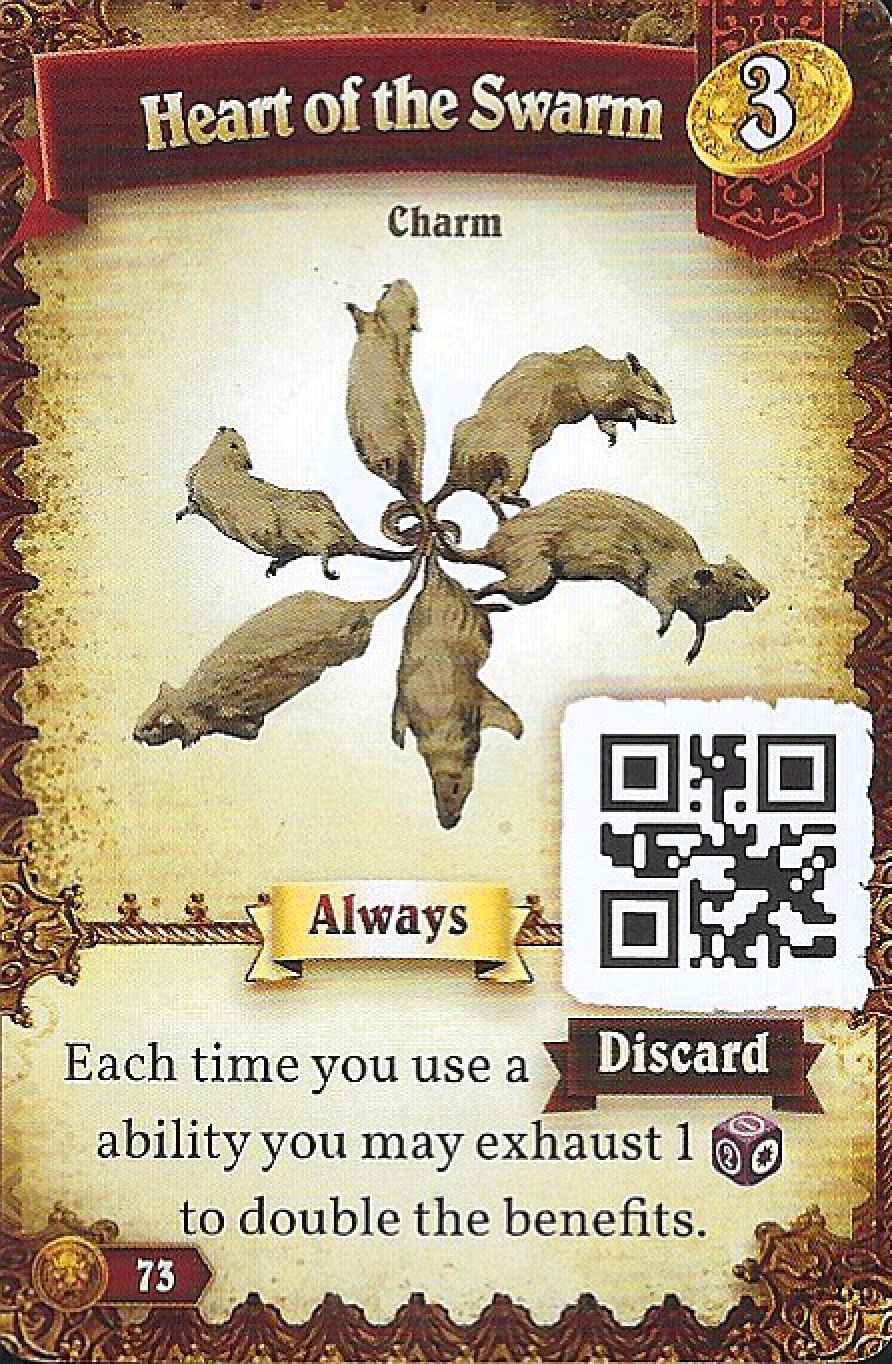 Heart of the Swarm
3
Charm
Always
Each time you use a Discard
ability you may exhaust 1
to double the benefits.
73